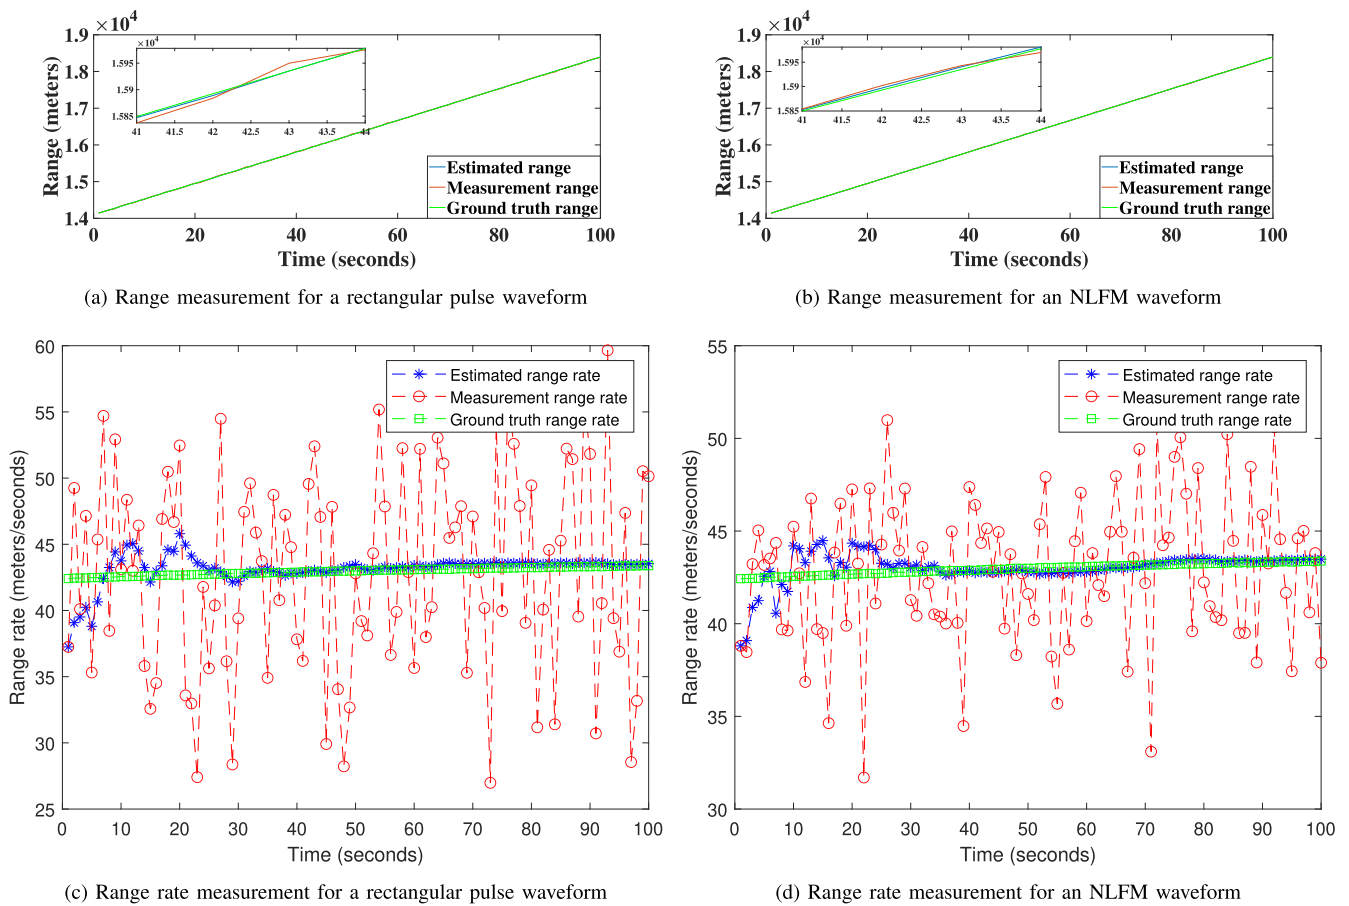 ×10⁴
1.9
1.9
1.8
1.7
1.6
1.5
1.4
Range (meters)
×10⁴
1.595
1.59
1.585
41 41.5 42 42.5 43 43.5 44
Estimated range
Measurement range
Ground truth range
0 20 40 60 80 100
Time (seconds)
(a) Range measurement for a rectangular pulse waveform
×10⁴
1.9
1.9
1.8
1.7
1.6
1.5
1.4
Range (meters)
×10⁴
1.595
1.59
1.585
41 41.5 42 42.5 43 43.5 44
Estimated range
Measurement range
Ground truth range
0 20 40 60 80 100
Time (seconds)
(b) Range measurement for an NLFM waveform
60
55
50
45
40
35
30
25
Range rate (meters/seconds)
Estimated range rate
Measurement range rate
Ground truth range rate
0 10 20 30 40 50 60 70 80 90 100
Time (seconds)
(c) Range rate measurement for a rectangular pulse waveform
55
50
45
40
35
30
Range rate (meters/seconds)
Estimated range rate
Measurement range rate
Ground truth range rate
0 10 20 30 40 50 60 70 80 90 100
Time (seconds)
(d) Range rate measurement for an NLFM waveform